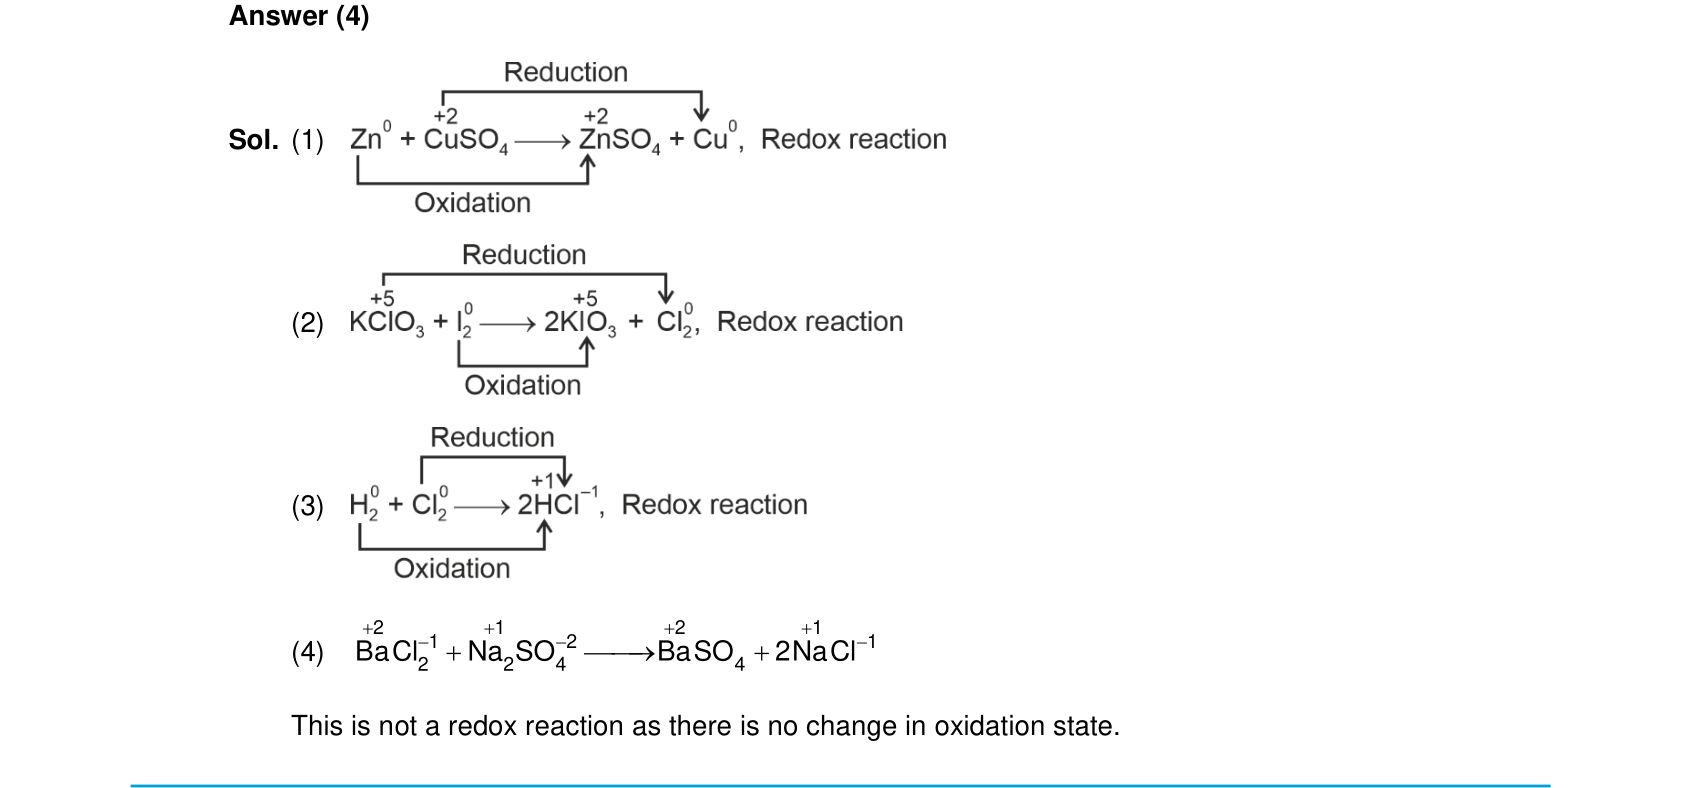 Answer (4)
Reduction
+2 +2
Sol. (1) Zn⁰ + CuSO₄ ⟶ ZnSO₄ + Cu⁰, Redox reaction
Oxidation
Reduction
+5 +5
(2) KClO₃ + I₂⁰ ⟶ 2KIO₃ + Cl₂⁰, Redox reaction
Oxidation
Reduction
+1
(3) H₂⁰ + Cl₂⁰ ⟶ 2HCl⁻¹, Redox reaction
Oxidation
+2 +1 +2 +1
(4) BaCl₂⁻¹ + Na₂SO₄⁻² ⟶ BaSO₄ + 2NaCl⁻¹
This is not a redox reaction as there is no change in oxidation state.